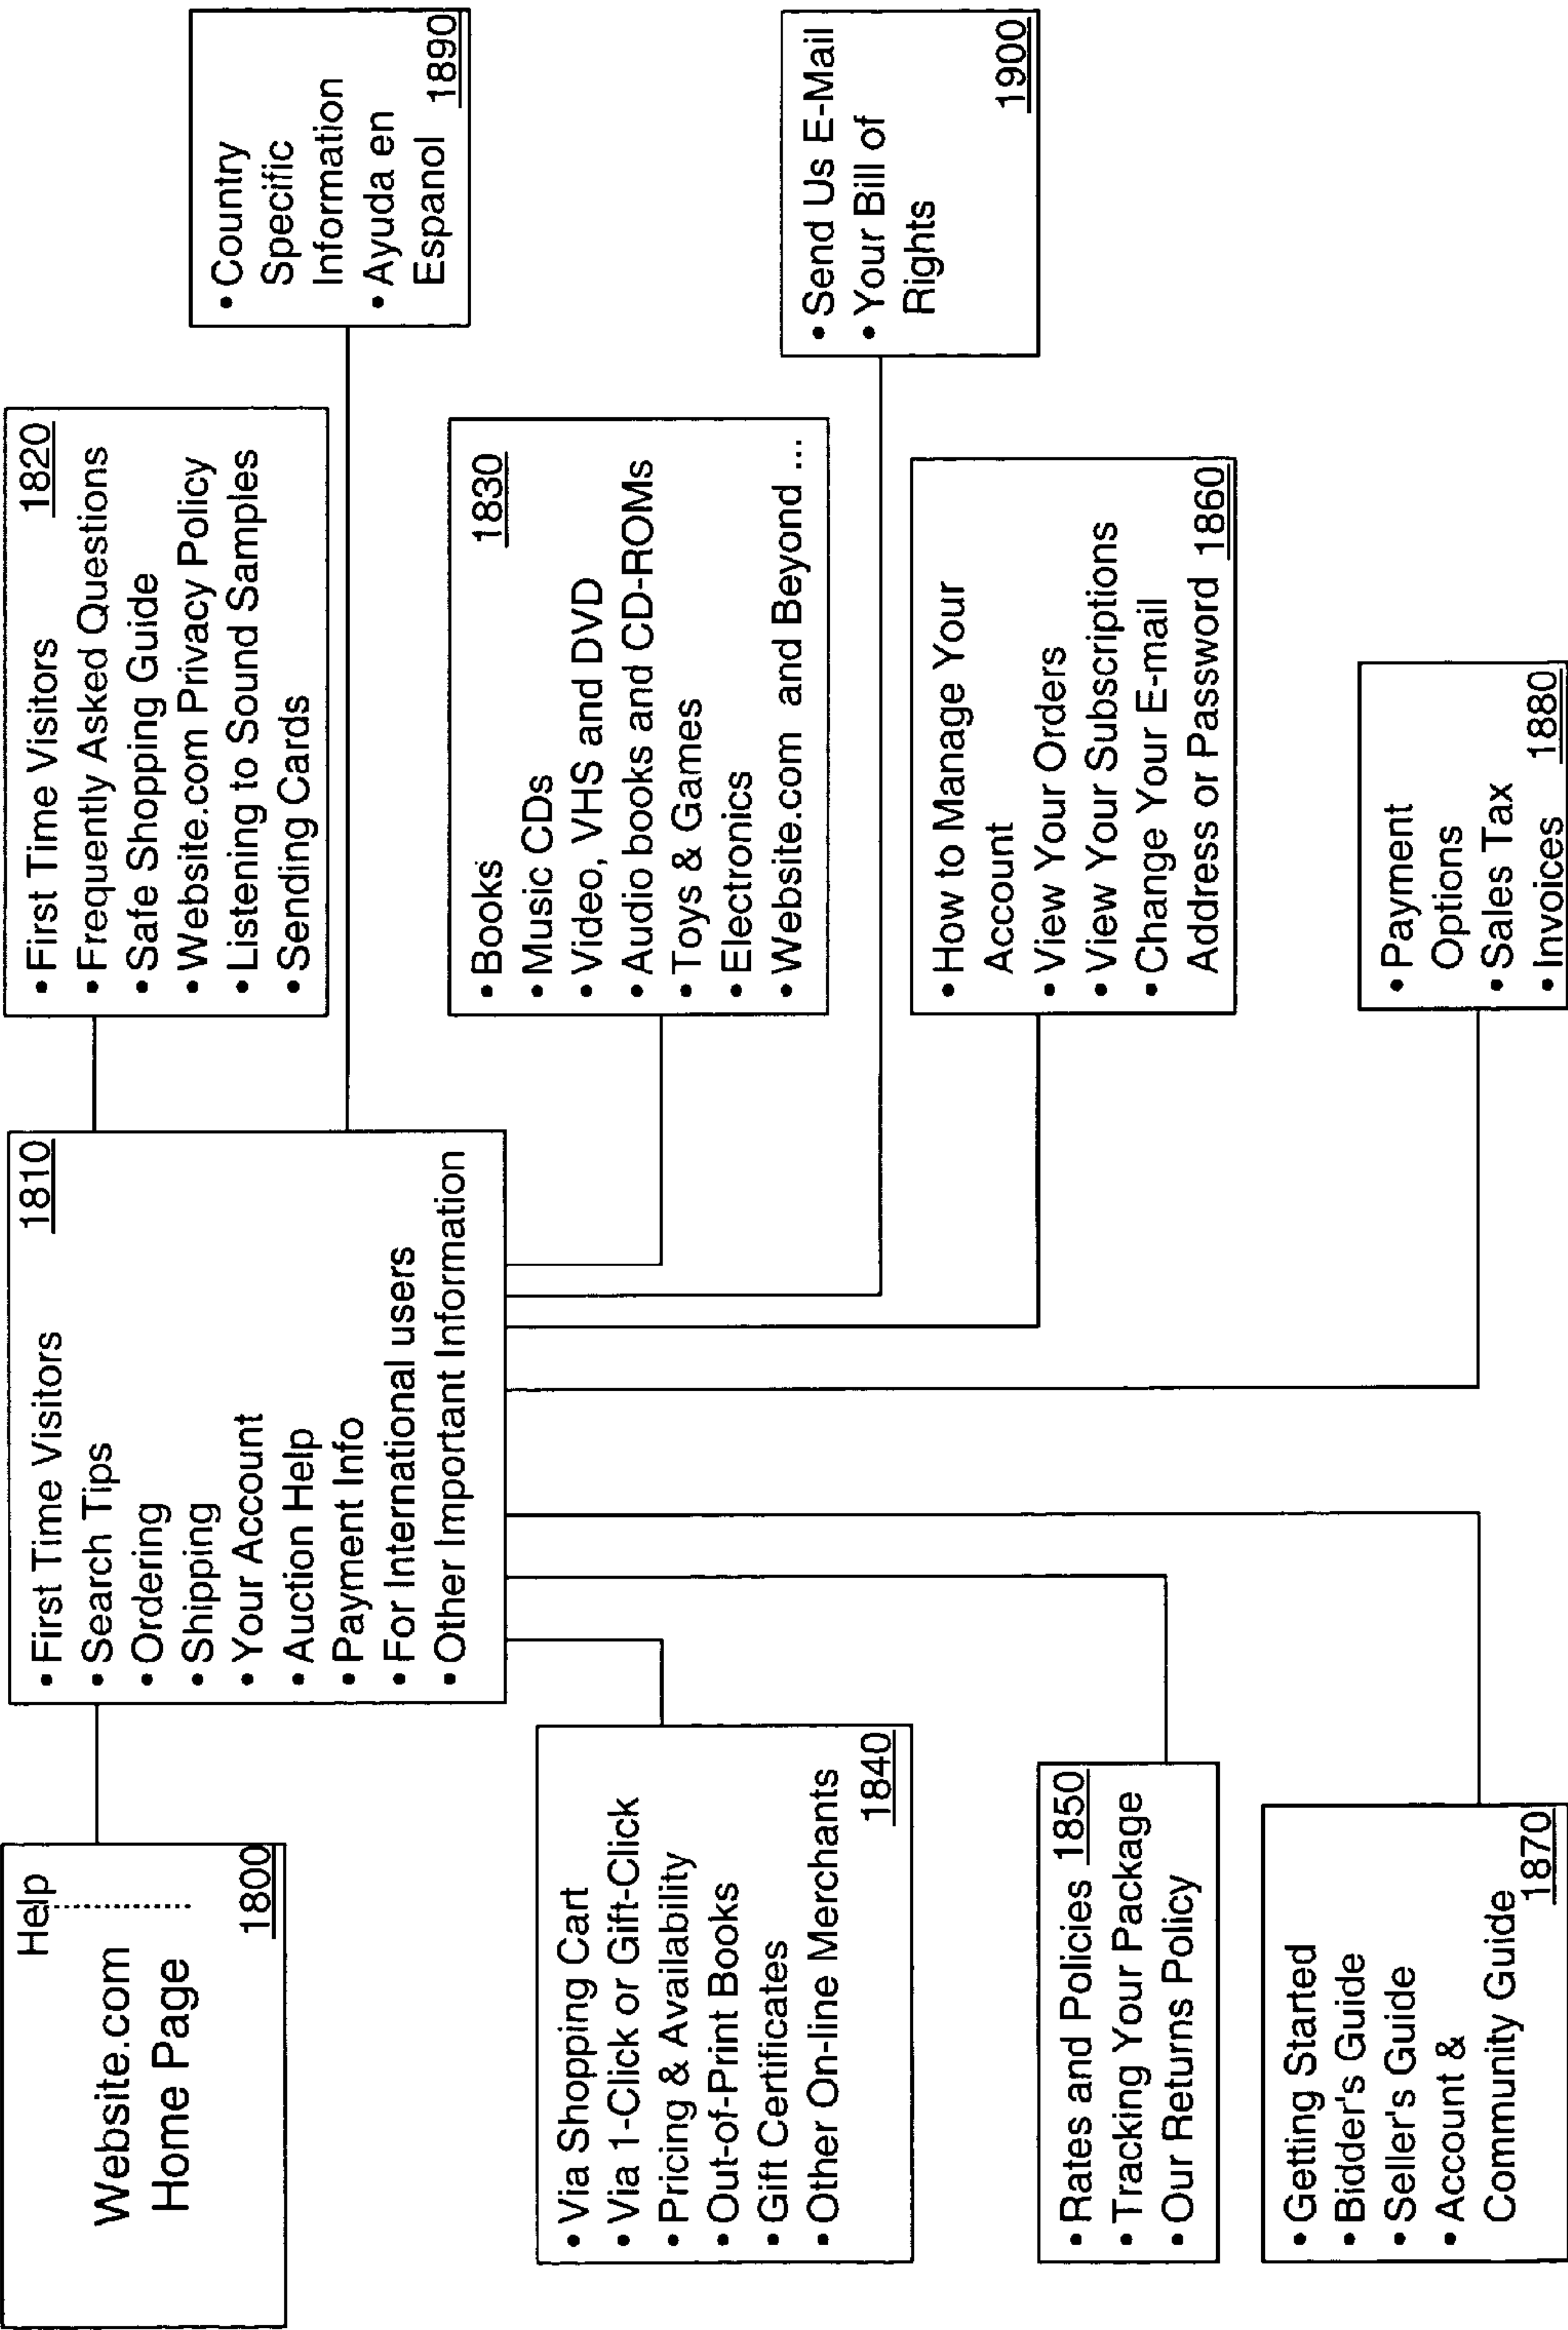 Help
Website.com
Home Page
1800
• First Time Visitors 1810
• Search Tips
• Ordering
• Shipping
• Your Account
• Auction Help
• Payment Info
• For International users
• Other Important Information
• First Time Visitors 1820
• Frequently Asked Questions
• Safe Shopping Guide
• Website.com Privacy Policy
• Listening to Sound Samples
• Sending Cards
• Country
Specific
Information
• Ayuda en
Espanol 1890
• Via Shopping Cart
• Via 1-Click or Gift-Click
• Pricing & Availability
• Out-of-Print Books
• Gift Certificates
• Other On-line Merchants
1840
• Books 1830
• Music CDs
• Video, VHS and DVD
• Audio books and CD-ROMs
• Toys & Games
• Electronics
• Website.com and Beyond ...
• Send Us E-Mail
• Your Bill of
Rights
1900
• Rates and Policies 1850
• Tracking Your Package
• Our Returns Policy
• How to Manage Your
Account
• View Your Orders
• View Your Subscriptions
• Change Your E-mail
Address or Password 1860
• Getting Started
• Bidder's Guide
• Seller's Guide
• Account &
Community Guide
1870
• Payment
Options
• Sales Tax
• Invoices 1880